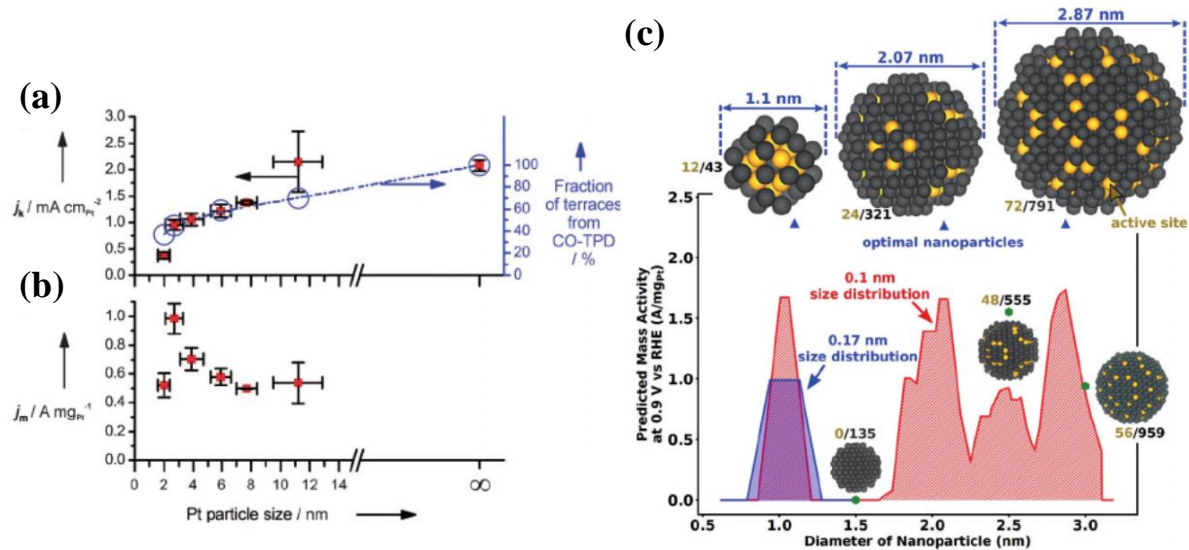 (a)
3.0
2.5
2.0
1.5
1.0
0.5
0.0
j_k / mA cm_Pt^-2
100
80
60
40
20
0
Fraction
of terraces
from
CO-TPD
/ %
(b)
1.0
0.8
0.6
0.4
0.2
0.0
j_m / A mg_Pt^-1
0 2 4 6 8 10 12 14 ∞
Pt particle size / nm
(c)
2.87 nm
2.07 nm
1.1 nm
12/43
24/321
72/791
active site
optimal nanoparticles
2.5
2.0
1.5
1.0
0.5
0.0
Predicted Mass Activity
at 0.9 V vs RHE (A/mg_Pt)
0.1 nm
size distribution
0.17 nm
size distribution
48/555
0/135
56/959
0.5 1.0 1.5 2.0 2.5 3.0
Diameter of Nanoparticle (nm)